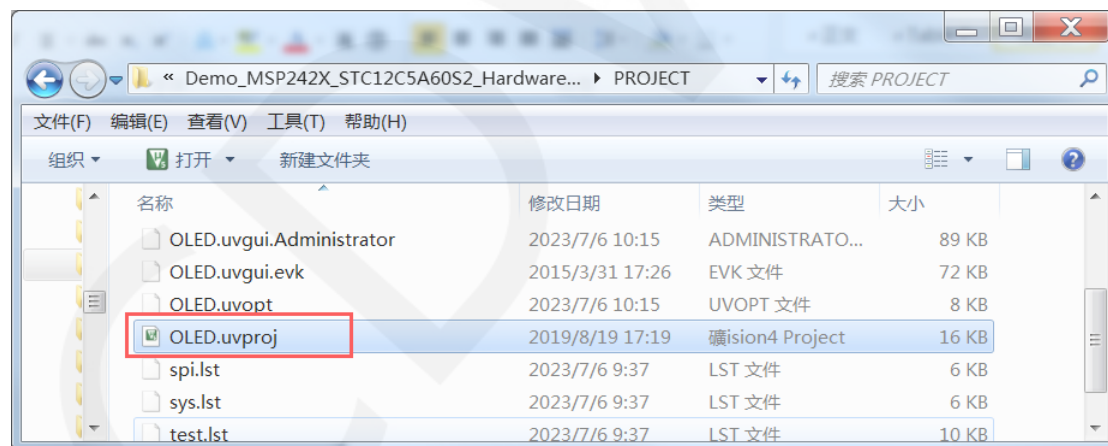 « Demo_MSP242X_STC12C5A60S2_Hardware... ▸ PROJECT 搜索 PROJECT
文件(F) 编辑(E) 查看(V) 工具(T) 帮助(H)
组织 打开 新建文件夹
名称 修改日期 类型 大小
OLED.uvgui.Administrator 2023/7/6 10:15 ADMINISTRATO... 89 KB
OLED.uvgui.evk 2015/3/31 17:26 EVK 文件 72 KB
OLED.uvopt 2023/7/6 10:15 UVOPT 文件 8 KB
OLED.uvproj 2019/8/19 17:19 礦ision4 Project 16 KB
spi.lst 2023/7/6 9:37 LST 文件 6 KB
sys.lst 2023/7/6 9:37 LST 文件 6 KB
test.lst 2023/7/6 9:37 LST 文件 10 KB